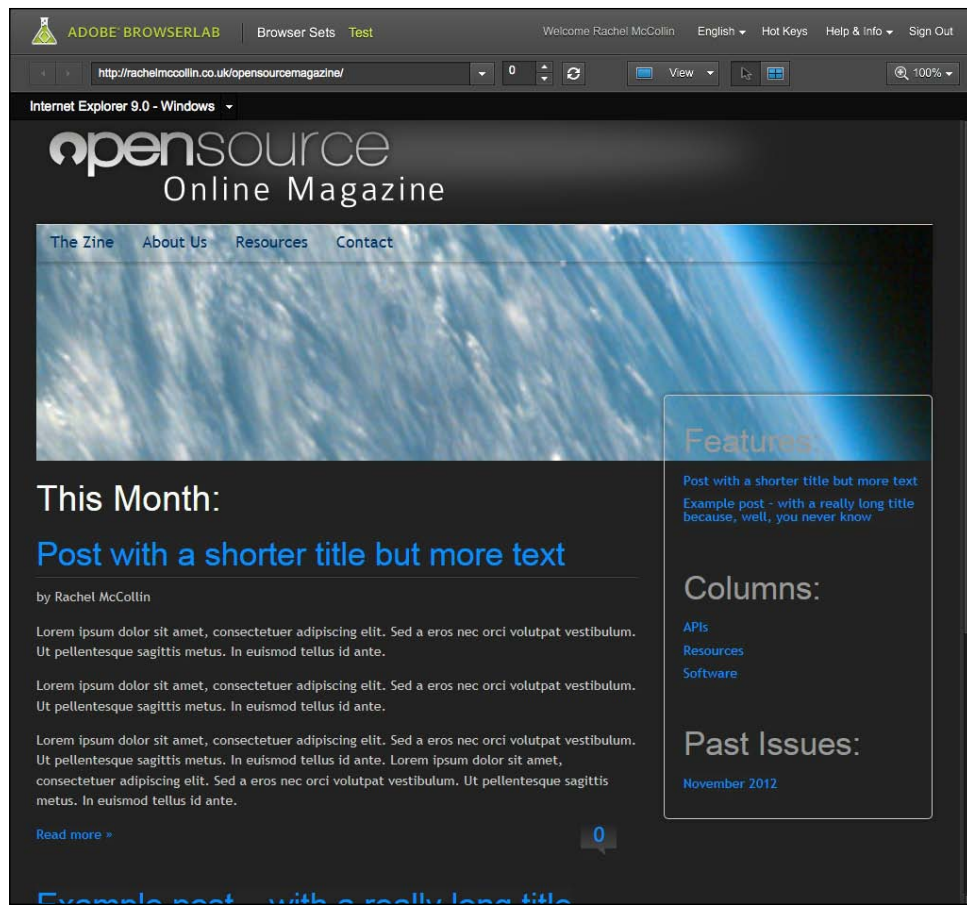 ADOBE® BROWSERLAB Browser Sets Test Welcome Rachel McCollin English Hot Keys Help & Info Sign Out
http://rachelmccollin.co.uk/opensourcemagazine/ 0 View 100%
Internet Explorer 9.0 - Windows
opensource
Online Magazine
The Zine About Us Resources Contact
Features:
Post with a shorter title but more text
Example post – with a really long title
because, well, you never know
Columns:
APIs
Resources
Software
Past Issues:
November 2012
This Month:
Post with a shorter title but more text
by Rachel McCollin
Lorem ipsum dolor sit amet, consectetuer adipiscing elit. Sed a eros nec orci volutpat vestibulum.
Ut pellentesque sagittis metus. In euismod tellus id ante.
Lorem ipsum dolor sit amet, consectetuer adipiscing elit. Sed a eros nec orci volutpat vestibulum.
Ut pellentesque sagittis metus. In euismod tellus id ante.
Lorem ipsum dolor sit amet, consectetuer adipiscing elit. Sed a eros nec orci volutpat vestibulum.
Ut pellentesque sagittis metus. In euismod tellus id ante. Lorem ipsum dolor sit amet,
consectetuer adipiscing elit. Sed a eros nec orci volutpat vestibulum. Ut pellentesque sagittis
metus. In euismod tellus id ante.
Read more »
0
Example post – with a really long title